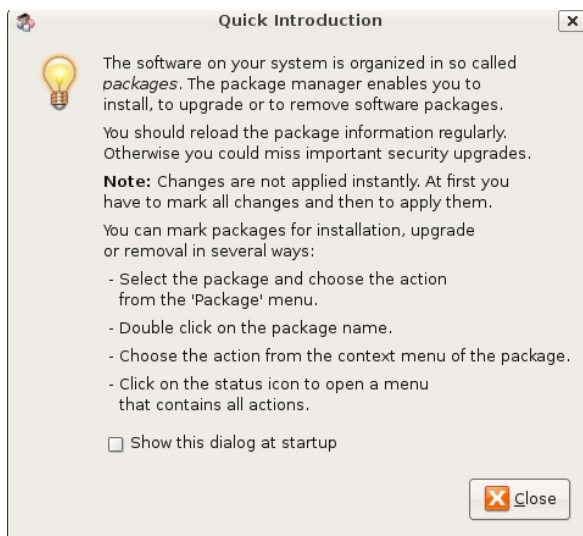 Quick Introduction
The software on your system is organized in so called
packages. The package manager enables you to
install, to upgrade or to remove software packages.
You should reload the package information regularly.
Otherwise you could miss important security upgrades.
Note: Changes are not applied instantly. At first you
have to mark all changes and then to apply them.
You can mark packages for installation, upgrade
or removal in several ways:
- Select the package and choose the action
from the 'Package' menu.
- Double click on the package name.
- Choose the action from the context menu of the package.
- Click on the status icon to open a menu
that contains all actions.
Show this dialog at startup
Close